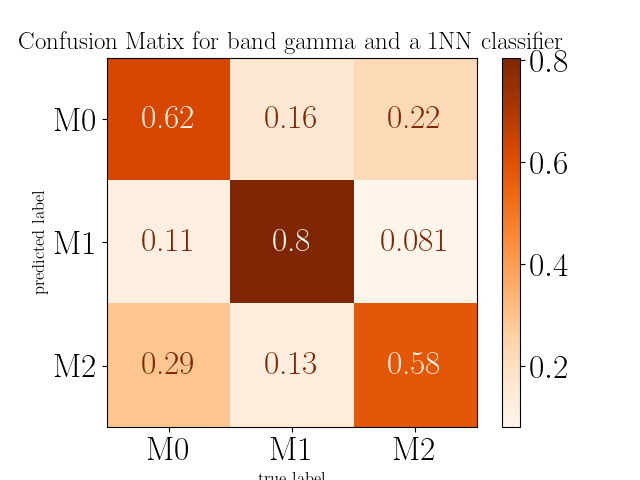 Confusion Matix for band gamma and a 1NN classifier
0.8
M0 0.62 0.16 0.22
0.6
predicted label
M1 0.11 0.8 0.081
0.4
M2 0.29 0.13 0.58
0.2
M0 M1 M2
true label